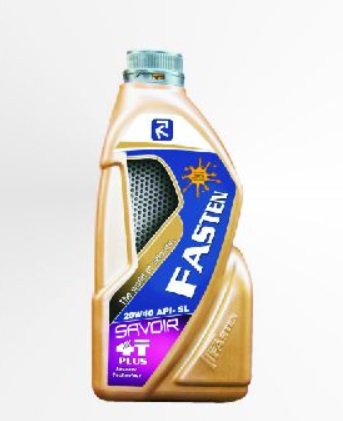 FASTEN
20W40 API- SL
SAVOIR
4T
PLUS
FASTEN